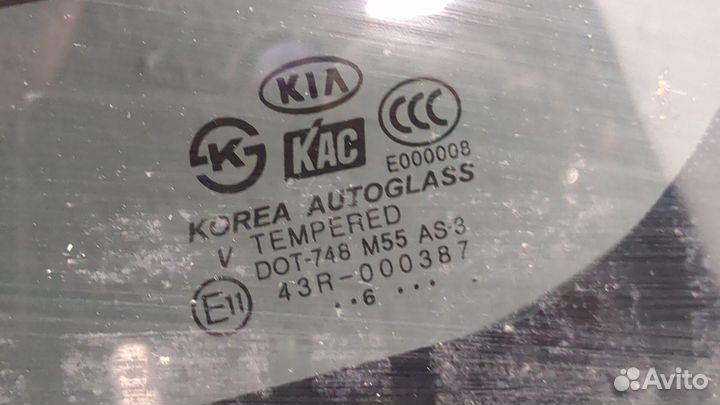 KIA
K
KAC
CCC
E000008
KOREA AUTOGLASS
V TEMPERED
DOT-748 M55 AS-3
E11 43R-000387
..6 ... .
Avito